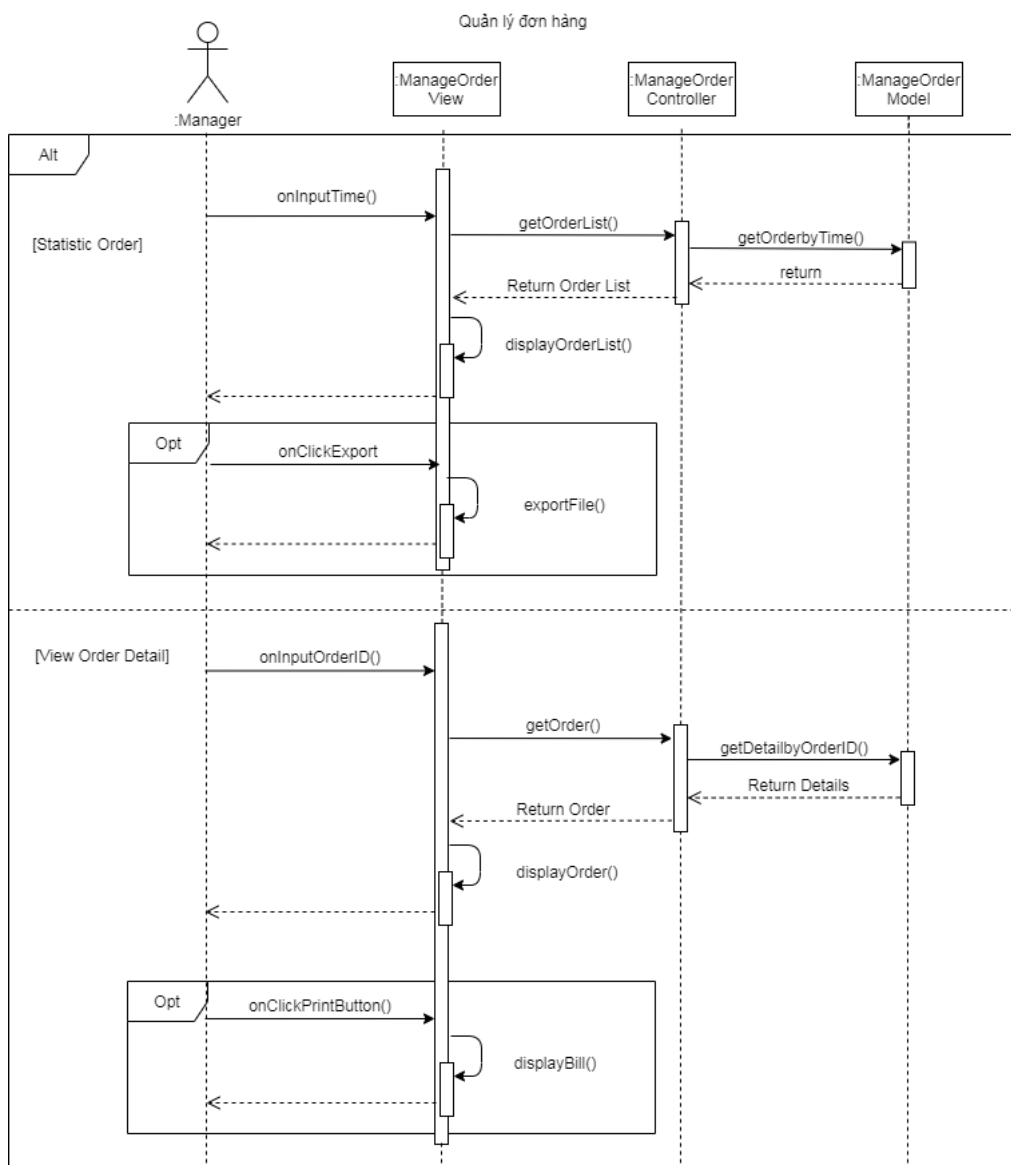 Quản lý đơn hàng
:Manager
:ManageOrder
View
:ManageOrder
Controller
:ManageOrder
Model
Alt
onInputTime()
[Statistic Order]
getOrderList()
getOrderbyTime()
return
Return Order List
displayOrderList()
Opt
onClickExport
exportFile()
[View Order Detail]
onInputOrderID()
getOrder()
getDetailbyOrderID()
Return Details
Return Order
displayOrder()
Opt
onClickPrintButton()
displayBill()